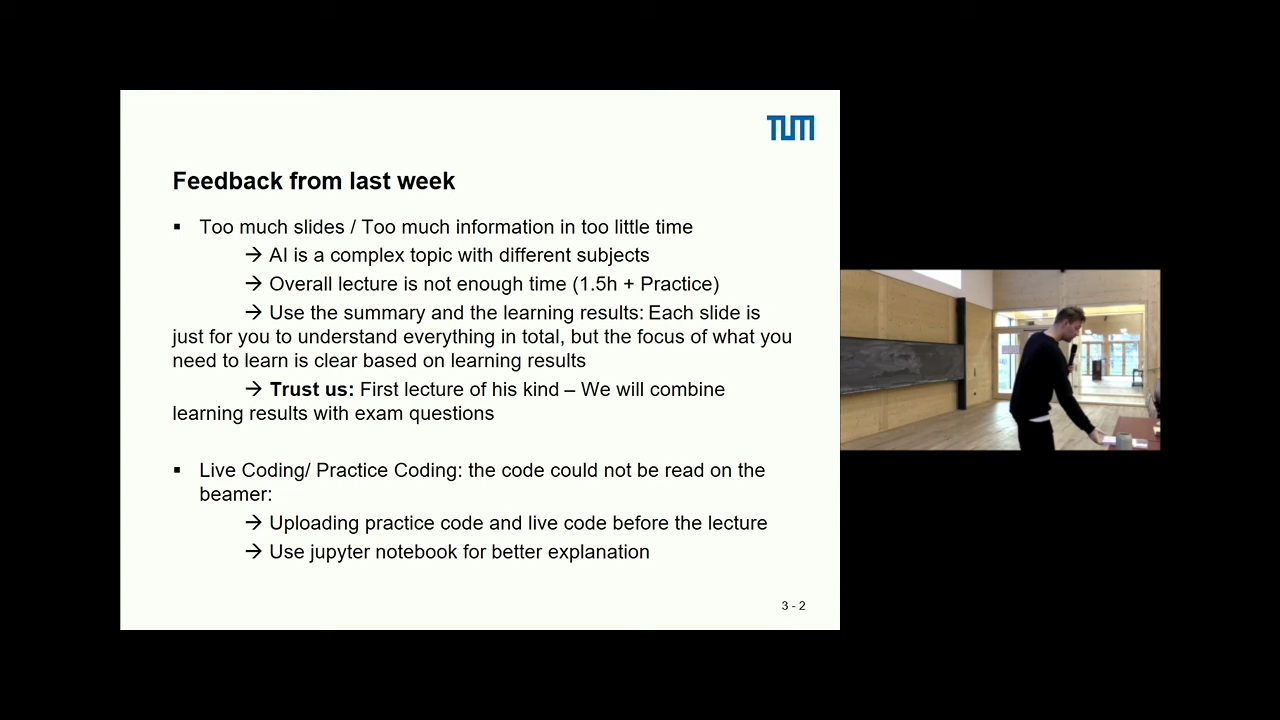 TUM
Feedback from last week
▪ Too much slides / Too much information in too little time
→ AI is a complex topic with different subjects
→ Overall lecture is not enough time (1.5h + Practice)
→ Use the summary and the learning results: Each slide is
just for you to understand everything in total, but the focus of what you
need to learn is clear based on learning results
→ Trust us: First lecture of his kind – We will combine
learning results with exam questions
▪ Live Coding/ Practice Coding: the code could not be read on the
beamer:
→ Uploading practice code and live code before the lecture
→ Use jupyter notebook for better explanation
3 - 2